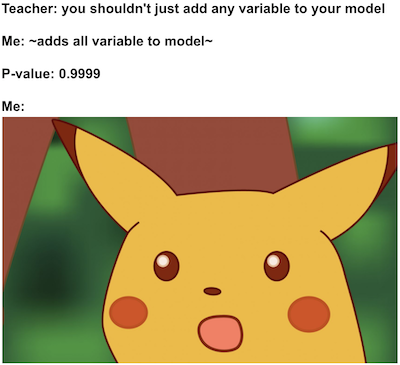 Teacher: you shouldn't just add any variable to your model
Me: ~adds all variable to model~
P-value: 0.9999
Me: